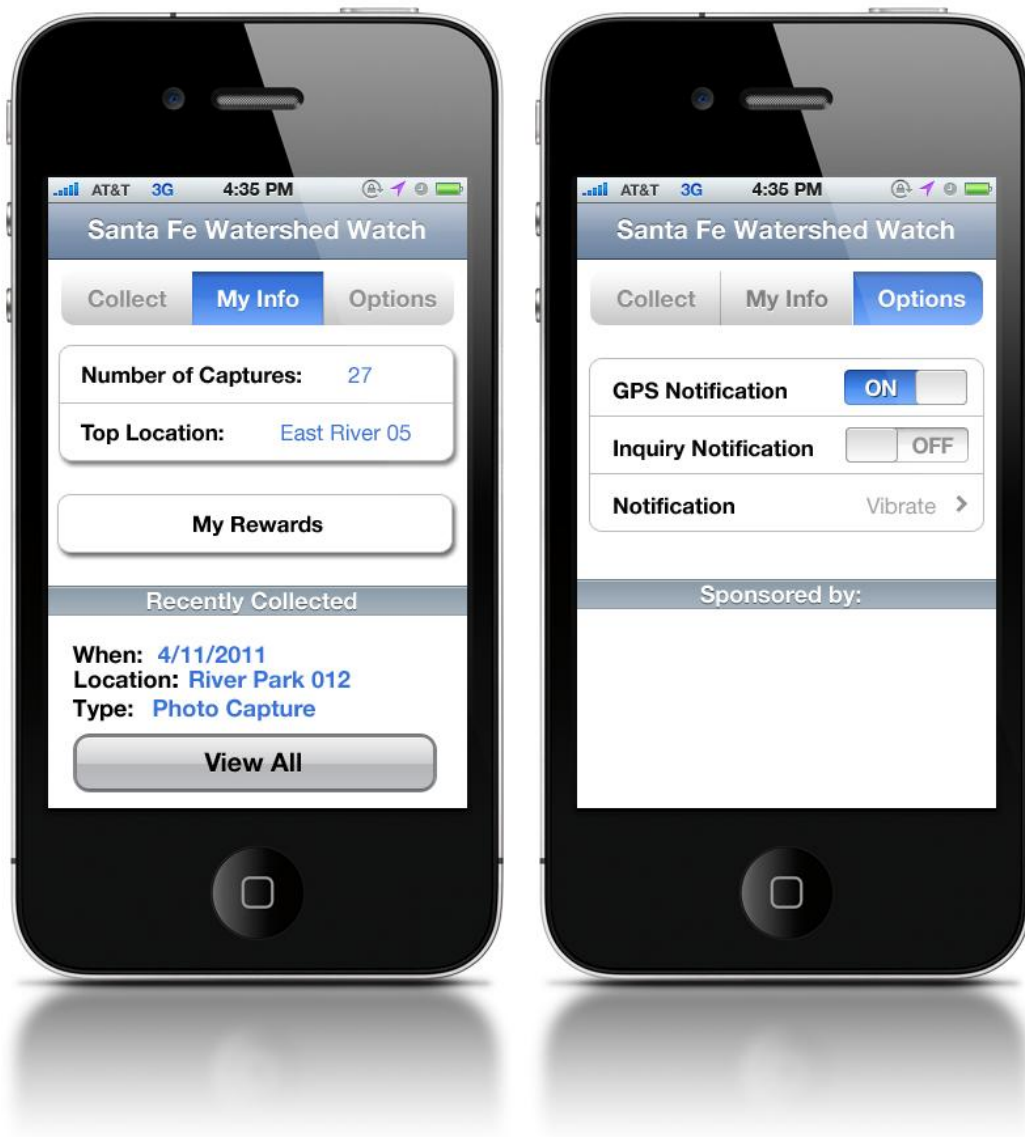 AT&T 3G 4:35 PM
Santa Fe Watershed Watch
Collect My Info Options
Number of Captures: 27
Top Location: East River 05
My Rewards
Recently Collected
When: 4/11/2011
Location: River Park 012
Type: Photo Capture
View All
AT&T 3G 4:35 PM
Santa Fe Watershed Watch
Collect My Info Options
GPS Notification ON
Inquiry Notification OFF
Notification Vibrate >
Sponsored by: